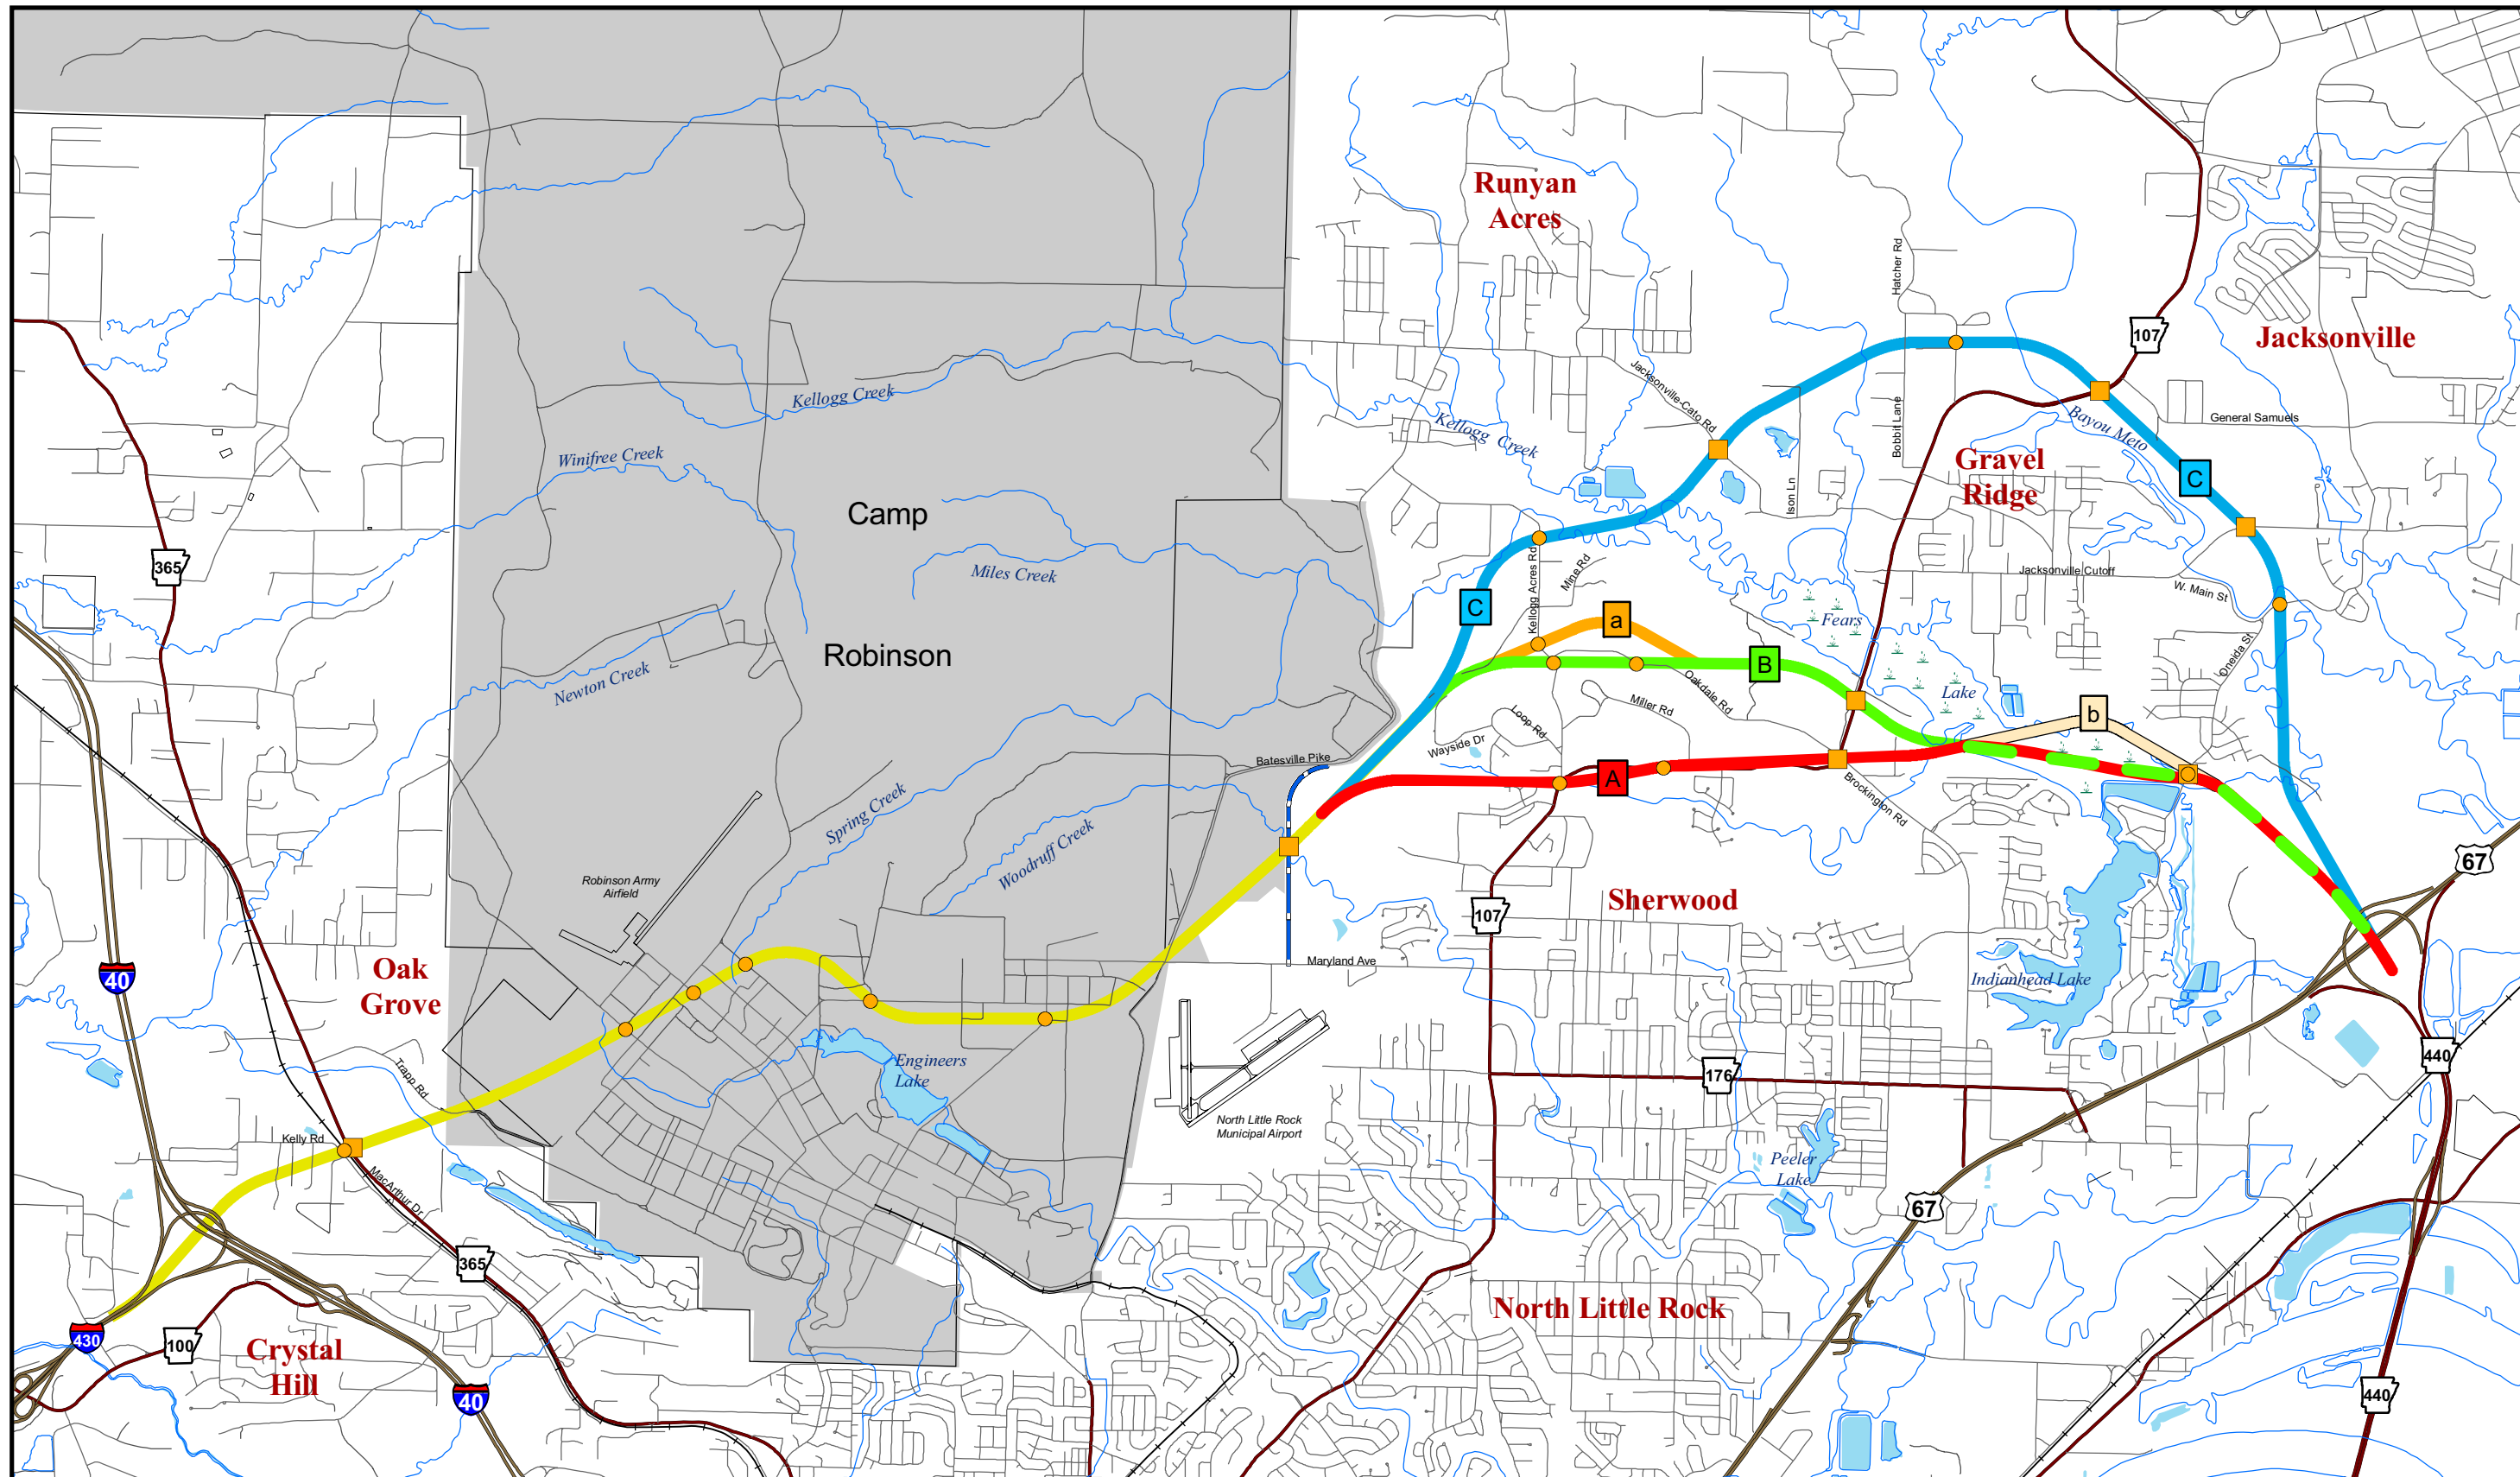 Runyan
Acres
Hatcher Rd
107
Jacksonville
Jacksonville-Cato Rd
Kellogg Creek
Kellogg Creek
Bobbit Lane
Bayou Meto
General Samuels
Winifree Creek
Gravel
Ridge
C
Ison Ln
Camp
Miles Creek
365
Kellogg Acres Rd
Mine Rd
Jacksonville Cutoff
W. Main St
C
a
Fears
Robinson
Newton Creek
B
Oneida St
Oakdale Rd
Lake
Miller Rd
Loop Rd
b
Wayside Dr
Batesville Pike
A
Brockington Rd
Spring Creek
Woodruff Creek
67
Robinson Army
Airfield
Sherwood
107
Maryland Ave
Oak
Grove
40
Indianhead Lake
Engineers
Lake
440
Trapp Rd
176
North Little Rock
Municipal Airport
Kelly Rd
Peeler
Lake
MacArthur Dr
67
365
North Little Rock
430
100
Crystal
Hill
40
440